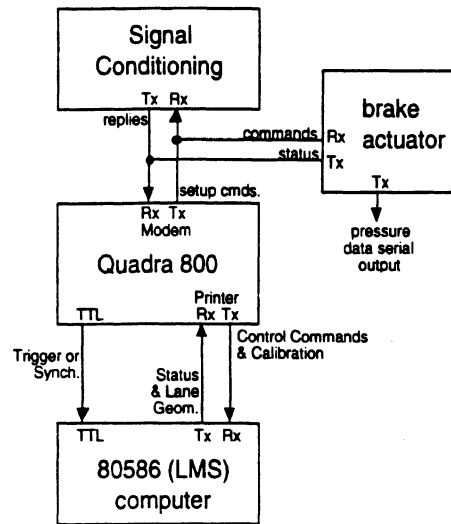 Signal
Conditioning
Tx Rx
replies
setup cmds.
commands
status
Rx
Tx
brake
actuator
Tx
pressure
data serial
output
Rx Tx
Modem
Quadra 800
Printer
TTL
Rx Tx
Trigger or
Synch.
Status
& Lane
Geom.
Control Commands
& Calibration
TTL
Tx Rx
80586 (LMS)
computer